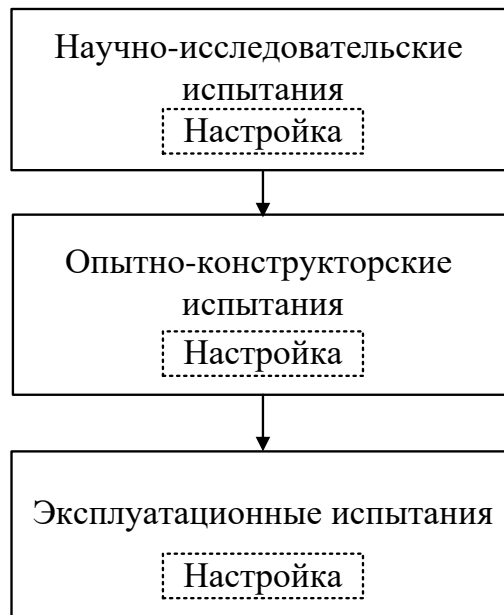 Научно-исследовательские
испытания
Настройка
Опытно-конструкторские
испытания
Настройка
Эксплуатационные испытания
Настройка